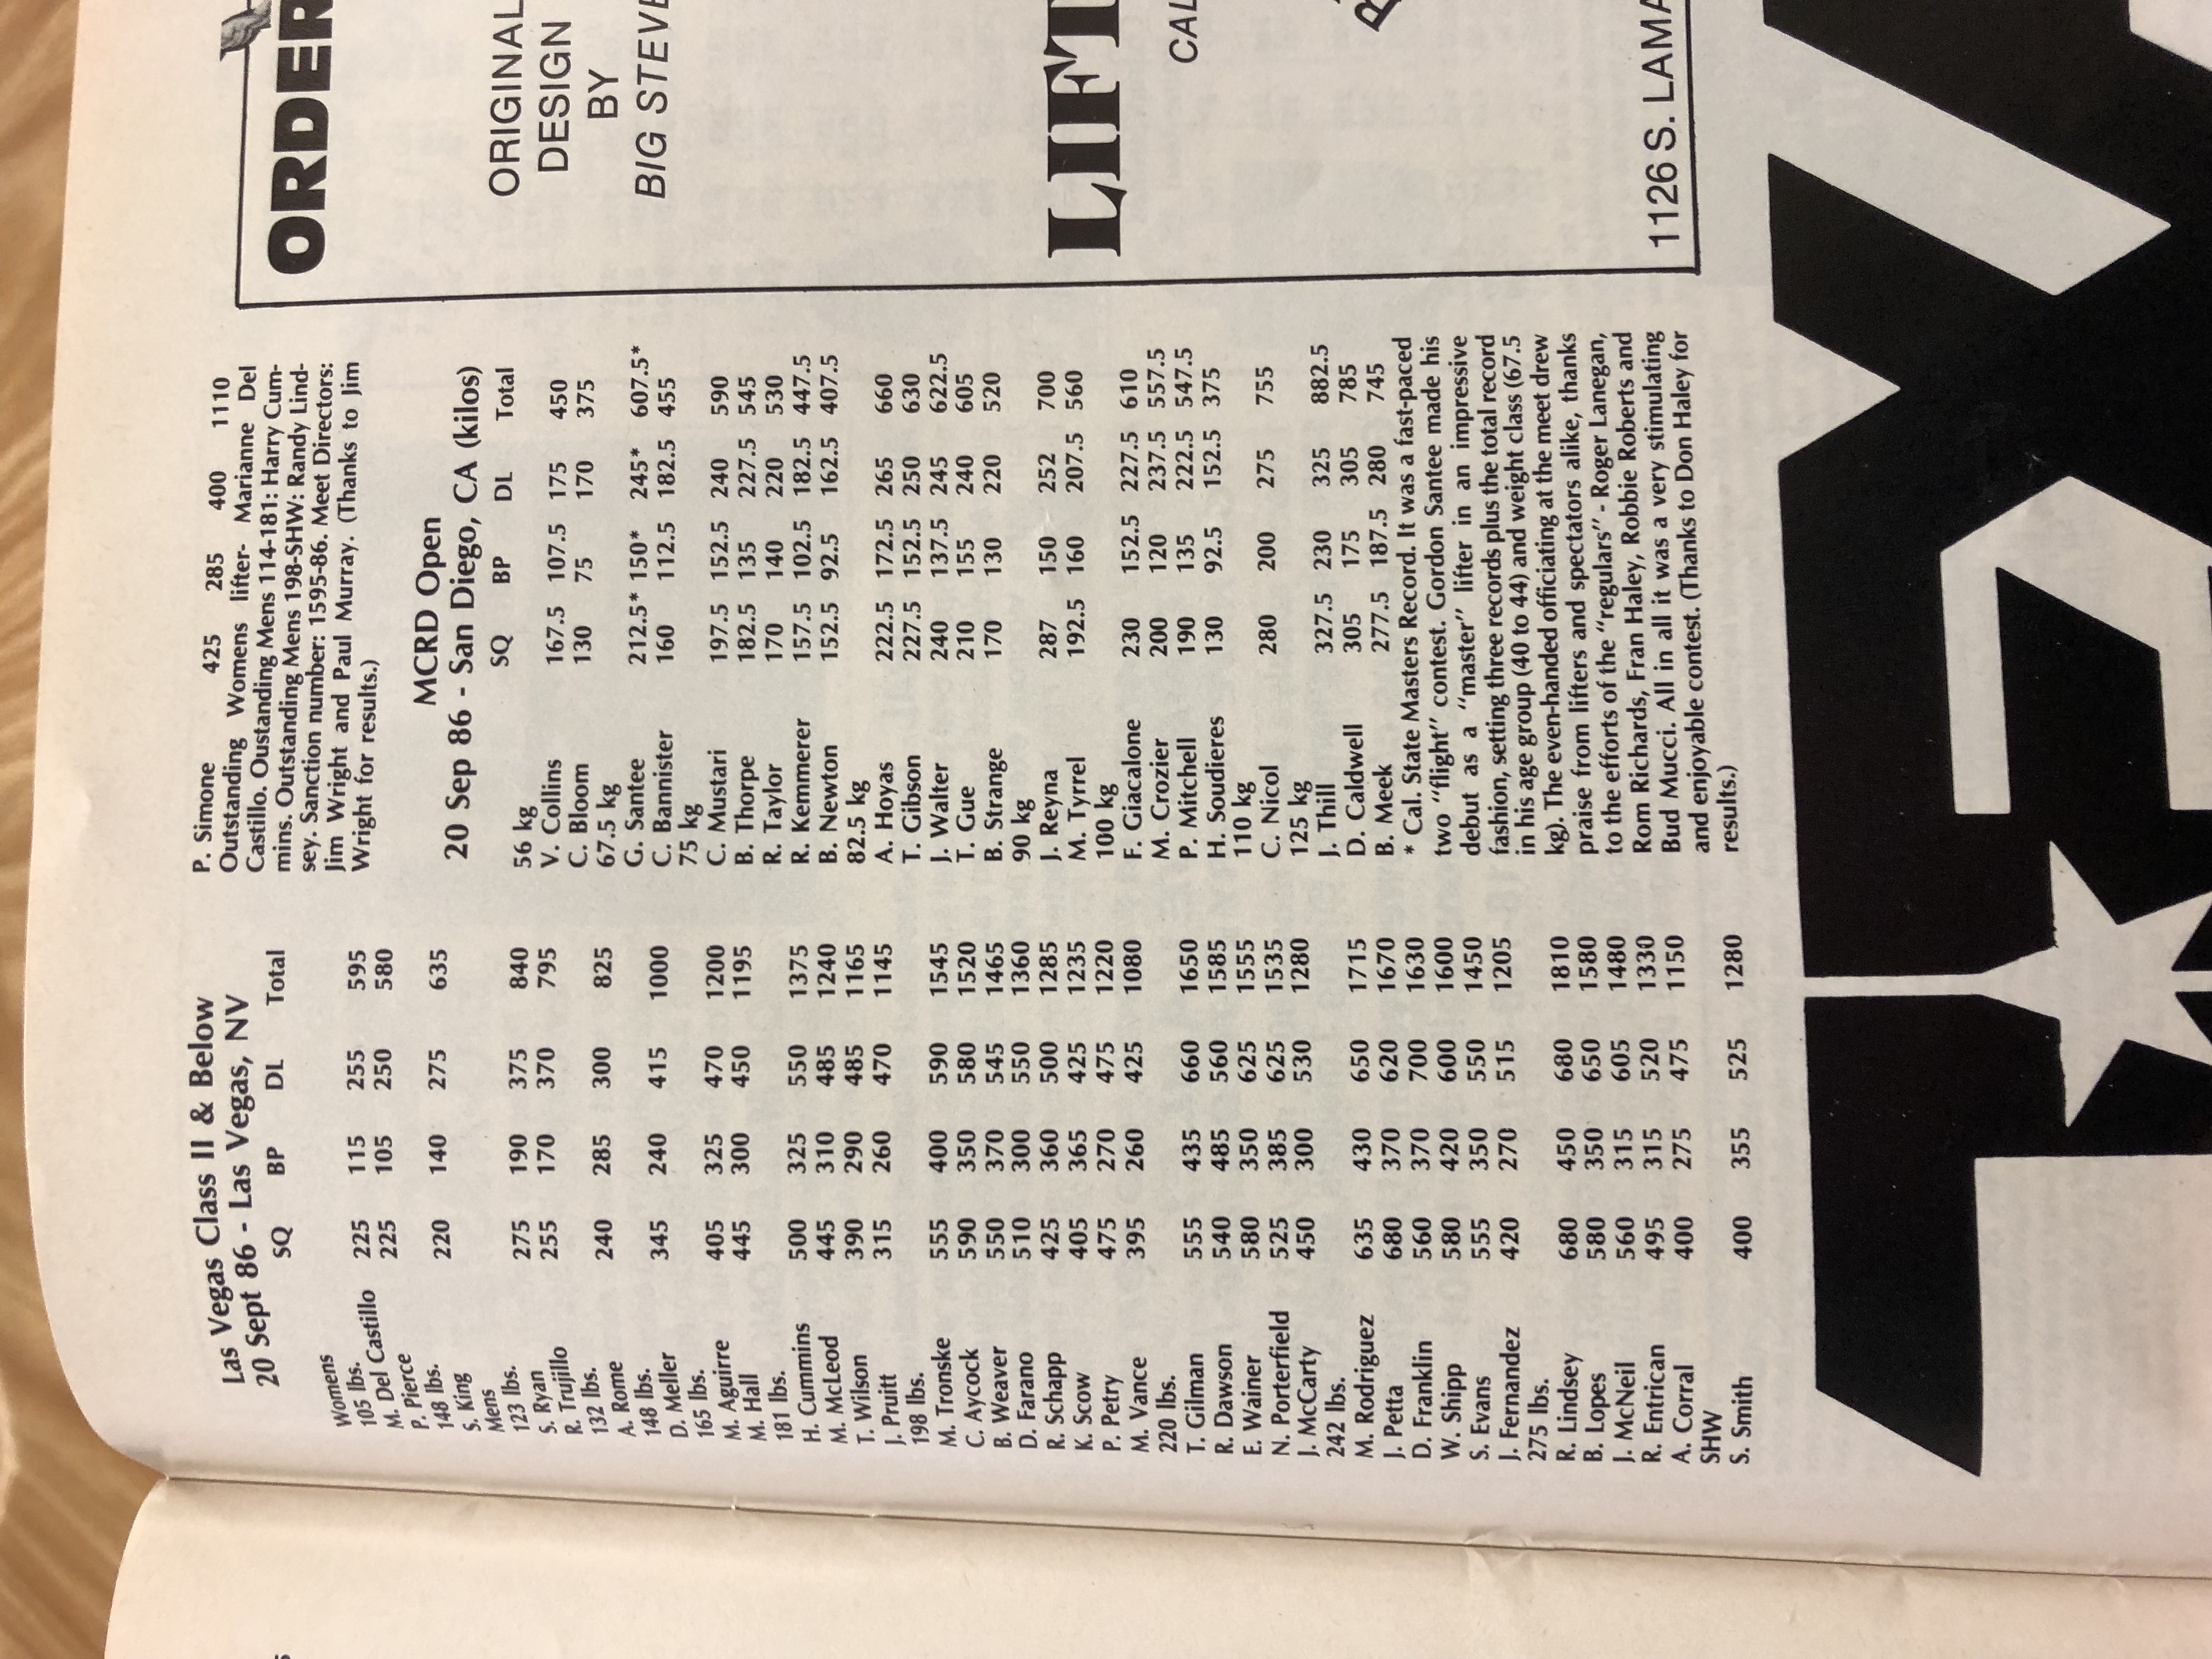 Las Vegas Class II & Below
20 Sept 86 - Las Vegas, NV
SQ BP DL Total
Womens
105 lbs.
M. Del Castillo 225 115 255 595
P. Pierce 225 105 250 580
148 lbs.
S. King 220 140 275 635
Mens
123 lbs.
S. Ryan 275 190 375 840
R. Trujillo 255 170 370 795
132 lbs.
A. Rome 240 285 300 825
148 lbs.
D. Meller 345 240 415 1000
165 lbs.
M. Aguirre 405 325 470 1200
M. Hall 445 300 450 1195
181 lbs.
H. Cummins 500 325 550 1375
M. McLeod 445 310 485 1240
T. Wilson 390 290 485 1165
J. Pruitt 315 260 470 1145
198 lbs.
M. Tronske 555 400 590 1545
C. Aycock 590 350 580 1520
B. Weaver 550 370 545 1465
D. Farano 510 300 550 1360
R. Schapp 425 360 500 1285
K. Scow 405 365 425 1235
P. Petry 475 270 475 1220
M. Vance 395 260 425 1080
220 lbs.
T. Gilman 555 435 660 1650
R. Dawson 540 485 560 1585
E. Wainer 580 350 625 1555
N. Porterfield 525 385 625 1535
J. McCarty 450 300 530 1280
242 lbs.
M. Rodriguez 635 430 650 1715
J. Petta 680 370 620 1670
D. Franklin 560 370 700 1630
W. Shipp 580 420 600 1600
S. Evans 555 350 550 1450
J. Fernandez 420 270 515 1205
275 lbs.
R. Lindsey 680 450 680 1810
B. Lopes 580 350 650 1580
J. McNeil 560 315 605 1480
R. Entrican 495 315 520 1330
A. Corral 400 275 475 1150
SHW
S. Smith 400 355 525 1280
P. Simone 425 285 400 1110
Outstanding Womens lifter- Marianne Del
Castillo. Oustanding Mens 114-181: Harry Cum-
mins. Outstanding Mens 198-SHW: Randy Lind-
sey. Sanction number: 1595-86. Meet Directors:
Jim Wright and Paul Murray. (Thanks to Jim
Wright for results.)
MCRD Open
20 Sep 86 - San Diego, CA (kilos)
SQ BP DL Total
56 kg
V. Collins 167.5 107.5 175 450
C. Bloom 130 75 170 375
67.5 kg
G. Santee 212.5* 150* 245* 607.5*
C. Bannister 160 112.5 182.5 455
75 kg
C. Mustari 197.5 152.5 240 590
B. Thorpe 182.5 135 227.5 545
R. Taylor 170 140 220 530
R. Kemmerer 157.5 102.5 182.5 447.5
B. Newton 152.5 92.5 162.5 407.5
82.5 kg
A. Hoyas 222.5 172.5 265 660
T. Gibson 227.5 152.5 250 630
J. Walter 240 137.5 245 622.5
T. Gue 210 155 240 605
B. Strange 170 130 220 520
90 kg
J. Reyna 287 150 252 700
M. Tyrrel 192.5 160 207.5 560
100 kg
F. Giacalone 230 152.5 227.5 610
M. Crozier 200 120 237.5 557.5
P. Mitchell 190 135 222.5 547.5
H. Soudieres 130 92.5 152.5 375
110 kg
C. Nicol 280 200 275 755
125 kg
J. Thill 327.5 230 325 882.5
D. Caldwell 305 175 305 785
B. Meek 277.5 187.5 280 745
* Cal. State Masters Record. It was a fast-paced
two "flight" contest. Gordon Santee made his
debut as a "master" lifter in an impressive
fashion, setting three records plus the total record
in his age group (40 to 44) and weight class (67.5
kg). The even-handed officiating at the meet drew
praise from lifters and spectators alike, thanks
to the efforts of the "regulars" - Roger Lanegan,
Rom Richards, Fran Haley, Robbie Roberts and
Bud Mucci. All in all it was a very stimulating
and enjoyable contest. (Thanks to Don Haley for
results.)
ORDER
ORIGINAL
DESIGN
BY
BIG STEVE
LIFT
CAL
1126 S. LAMA
TEXA